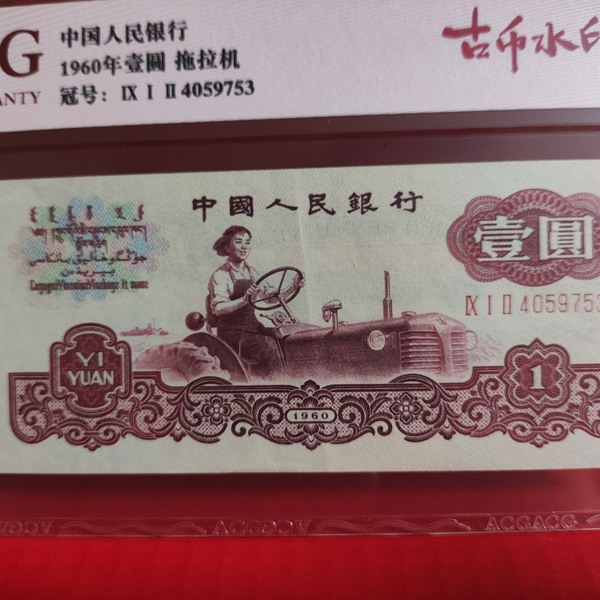 G
ANTY
中国人民银行
1960年壹圓 拖拉机
冠号: Ⅸ Ⅰ Ⅱ 4059753
古币水印
中國人民銀行
壹圓
Ⅸ Ⅰ Ⅱ 4059753
YI
YUAN
1960
1
ACGACG